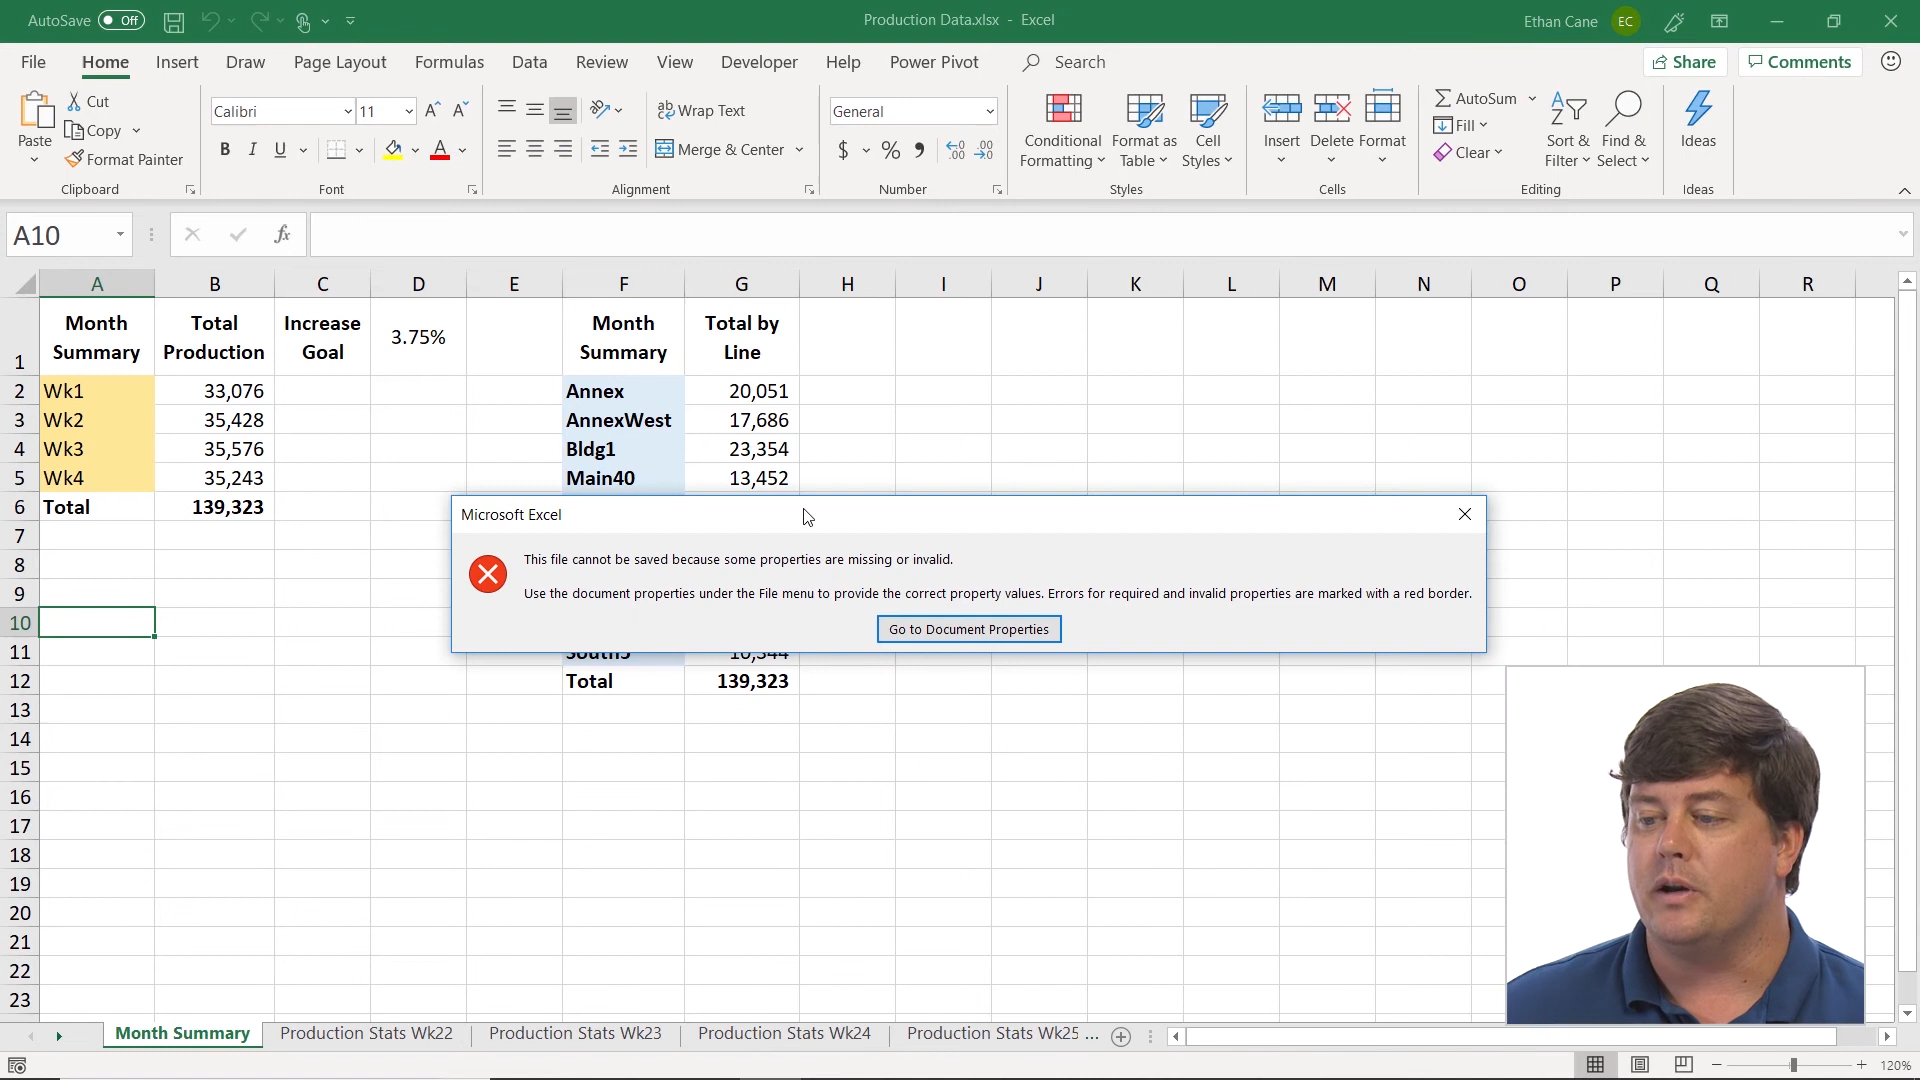 AutoSave Off
Production Data.xlsx - Excel
Ethan Cane EC
File Home Insert Draw Page Layout Formulas Data Review View Developer Help Power Pivot Search Share Comments
Paste
Cut
Copy
Format Painter
Clipboard
Calibri 11
B I U
Font
Wrap Text
Merge & Center
Alignment
General
$ % 9
Number
Conditional Formatting
Format as Table
Cell Styles
Styles
Insert Delete Format
Cells
AutoSum
Fill
Clear
Sort & Filter
Find & Select
Editing
Ideas
Ideas
A10
fx
A B C D E F G H I J K L M N O P Q R
1 Month Summary Total Production Increase Goal 3.75% Month Summary Total by Line
2 Wk1 33,076 Annex 20,051
3 Wk2 35,428 AnnexWest 17,686
4 Wk3 35,576 Bldg1 23,354
5 Wk4 35,243 Main40 13,452
6 Total 139,323
7
8
9
10
11
12 Total 139,323
13
14
15
16
17
18
19
20
21
22
23
Microsoft Excel
This file cannot be saved because some properties are missing or invalid.
Use the document properties under the File menu to provide the correct property values. Errors for required and invalid properties are marked with a red border.
Go to Document Properties
Month Summary Production Stats Wk22 Production Stats Wk23 Production Stats Wk24 Production Stats Wk25 ...
120%